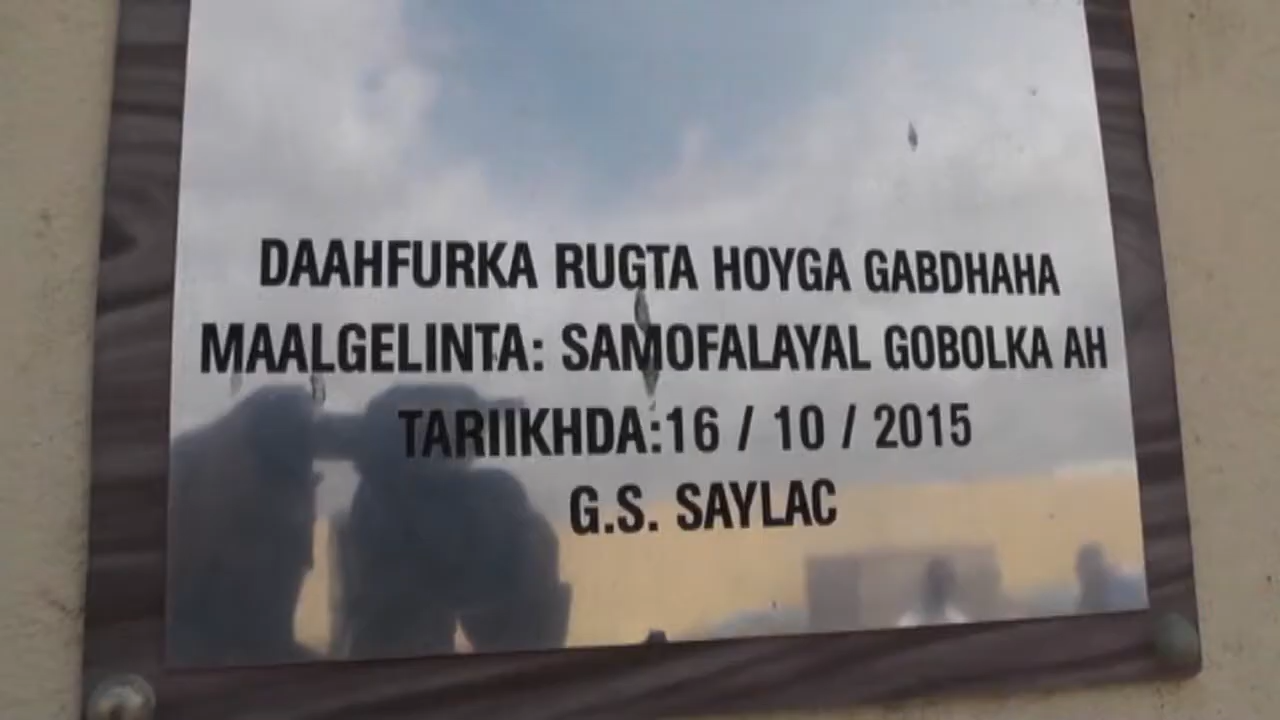 DAAHFURKA RUGTA HOYGA GABDHAHA
MAALGELINTA: SAMOFALAYAL GOBOLKA AH
TARIIKHDA:16 / 10 / 2015
G.S. SAYLAC